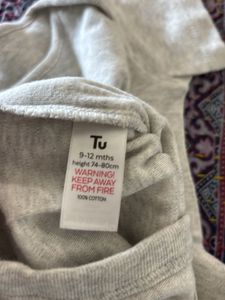 Tu
9-12 mths
height 74-80cm
WARNING!
KEEP AWAY
FROM FIRE
100% COTTON